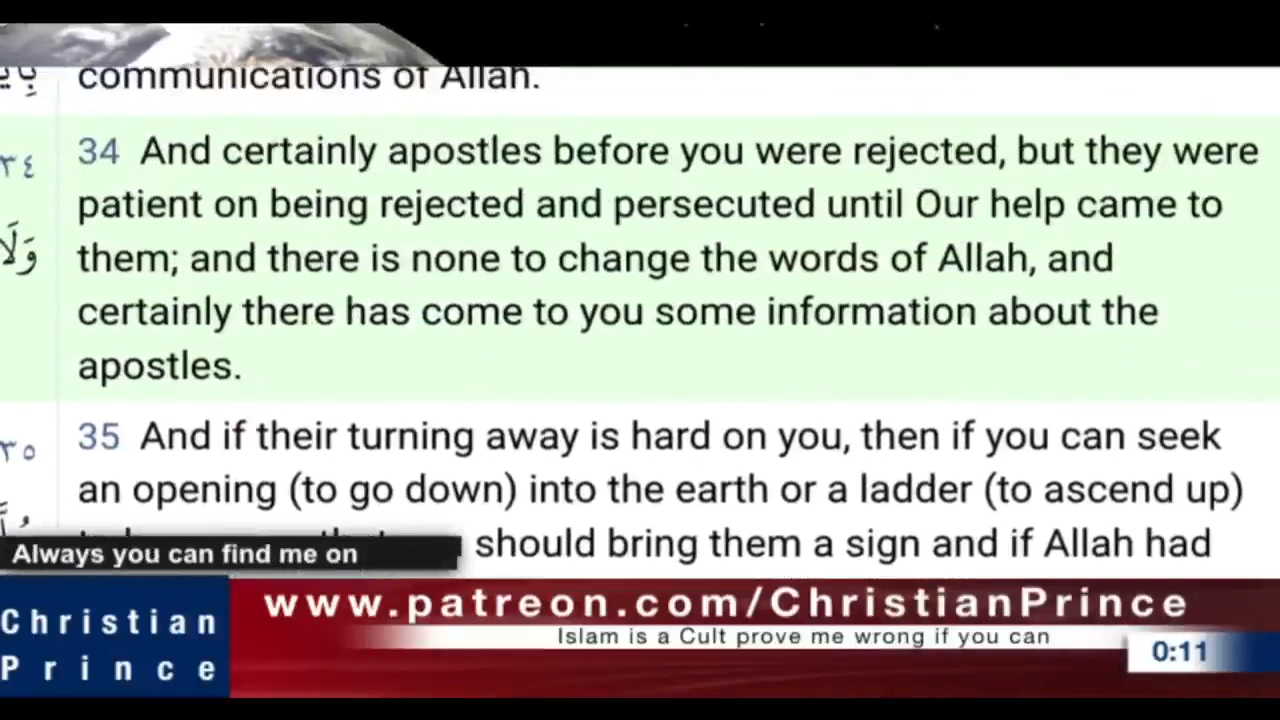 communications of Allah.
٣٤
34 And certainly apostles before you were rejected, but they were
patient on being rejected and persecuted until Our help came to
وَلَ
them; and there is none to change the words of Allah, and
certainly there has come to you some information about the
apostles.
٣٥
35 And if their turning away is hard on you, then if you can seek
an opening (to go down) into the earth or a ladder (to ascend up)
should bring them a sign and if Allah had
Always you can find me on
www.patreon.com/ChristianPrince
Islam is a Cult prove me wrong if you can
Christian
Prince
0:11